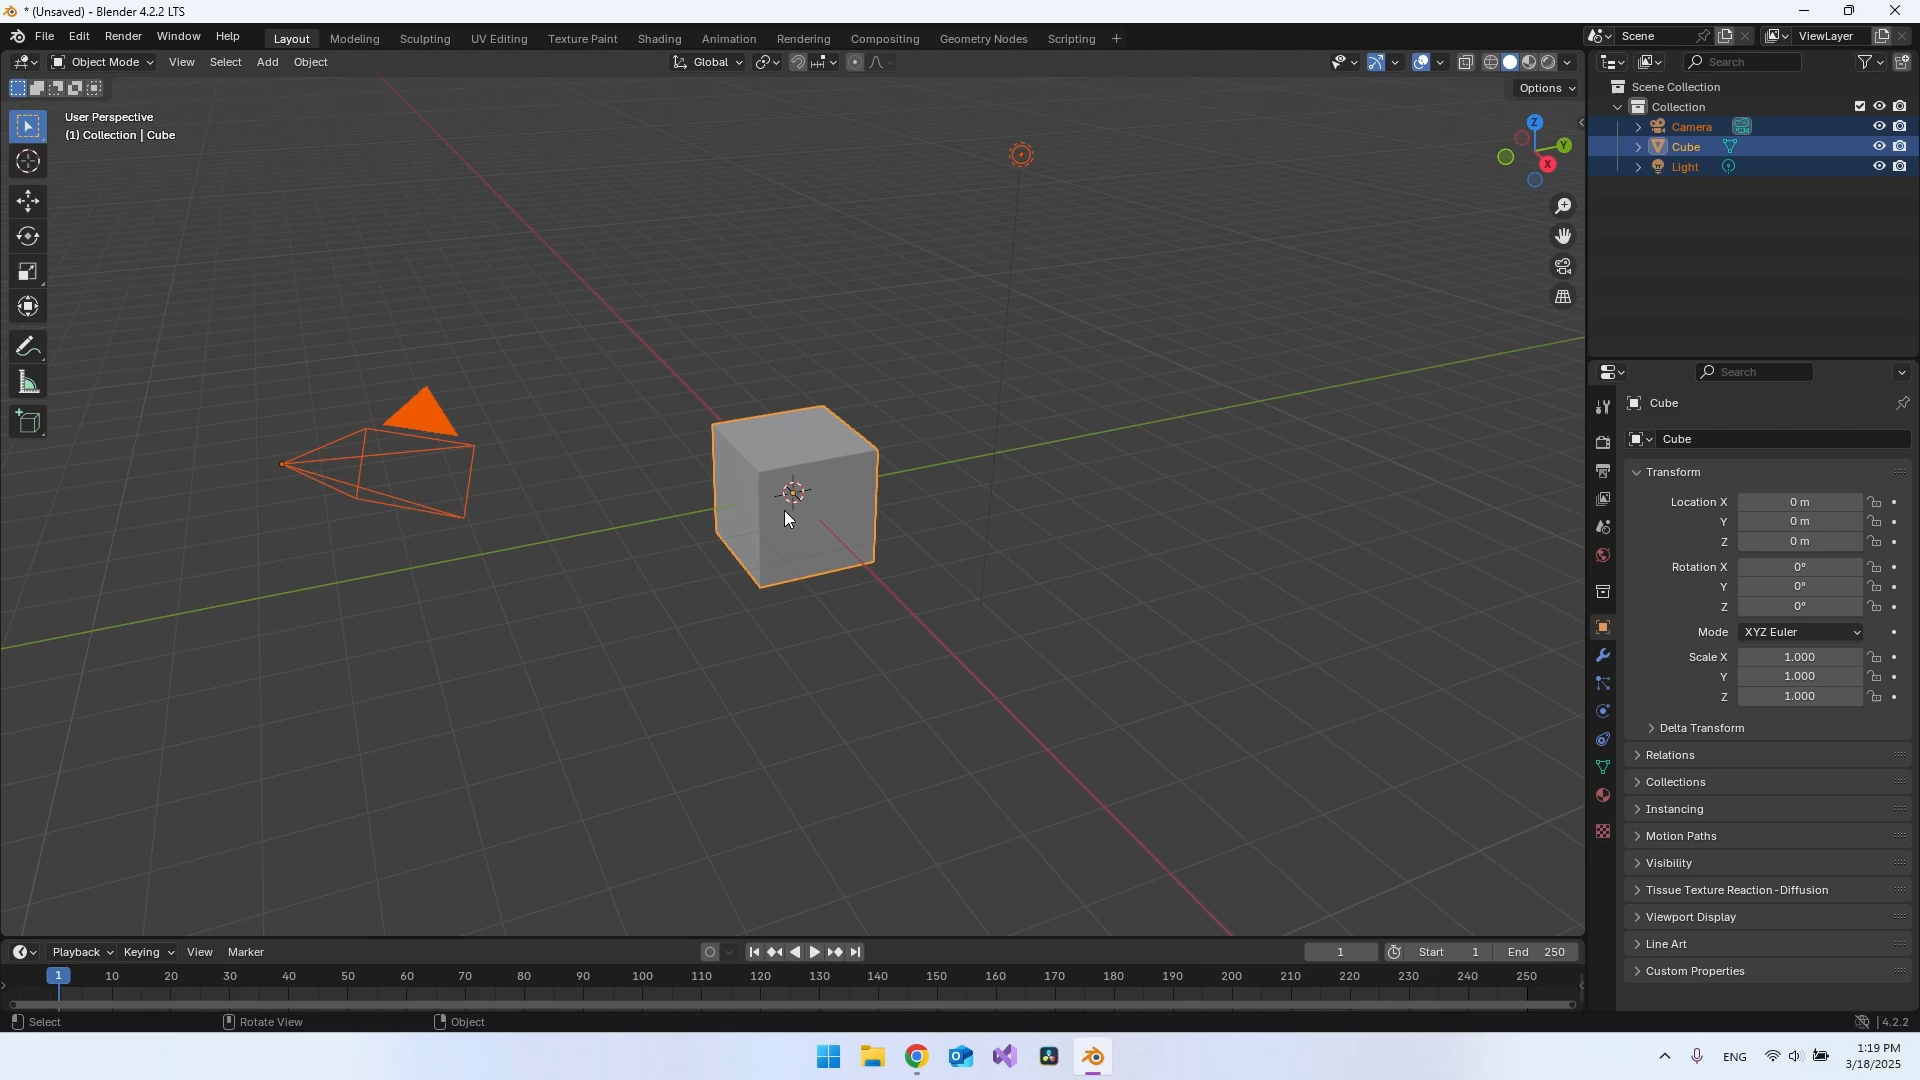 * (Unsaved) - Blender 4.2.2 LTS
File Edit Render Window Help Layout Modeling Sculpting UV Editing Texture Paint Shading Animation Rendering Compositing Geometry Nodes Scripting + Scene ViewLayer
Object Mode View Select Add Object Global Search
Options
Scene Collection
Collection
Camera
Cube
Light
User Perspective
(1) Collection | Cube
Z
Y
X
Search
Cube
Cube
Transform
Location X 0 m
Y 0 m
Z 0 m
Rotation X 0°
Y 0°
Z 0°
Mode XYZ Euler
Scale X 1.000
Y 1.000
Z 1.000
Delta Transform
Relations
Collections
Instancing
Motion Paths
Visibility
Tissue Texture Reaction-Diffusion
Viewport Display
Line Art
Custom Properties
Playback Keying View Marker 1 Start 1 End 250
1 10 20 30 40 50 60 70 80 90 100 110 120 130 140 150 160 170 180 190 200 210 220 230 240 250
Select Rotate View Object 4.2.2
ENG
1:19 PM
3/18/2025